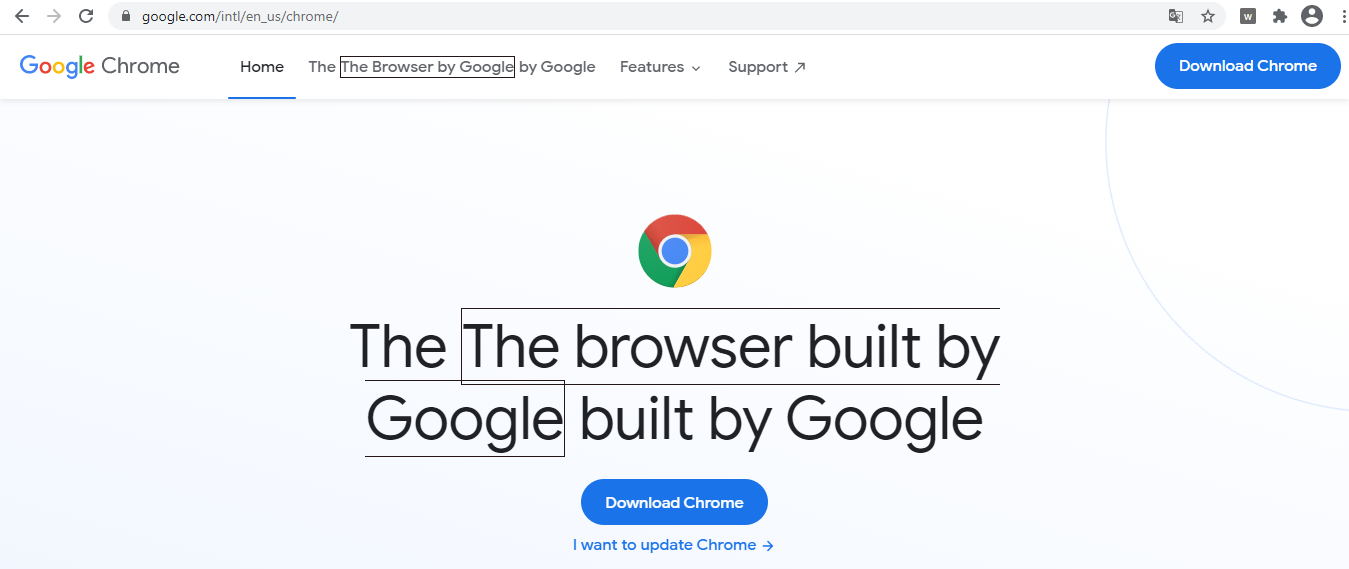 google.com/intl/en_us/chrome/
W
Google Chrome
Home
The The Browser by Google by Google
Features
Support
Download Chrome
The The browser built by
Google built by Google
Download Chrome
I want to update Chrome